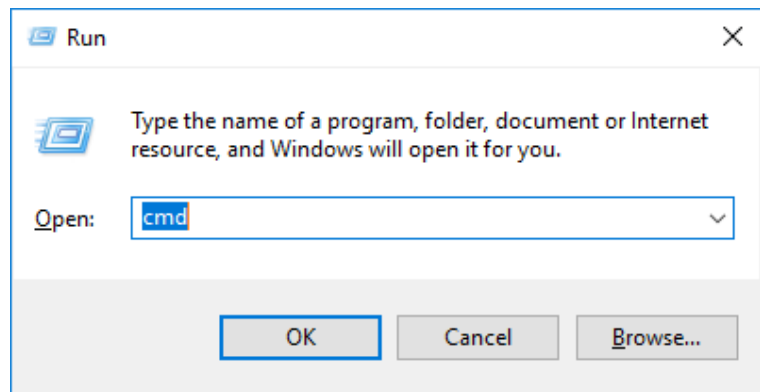 Run
Type the name of a program, folder, document or Internet
resource, and Windows will open it for you.
Open: cmd
OK Cancel Browse...